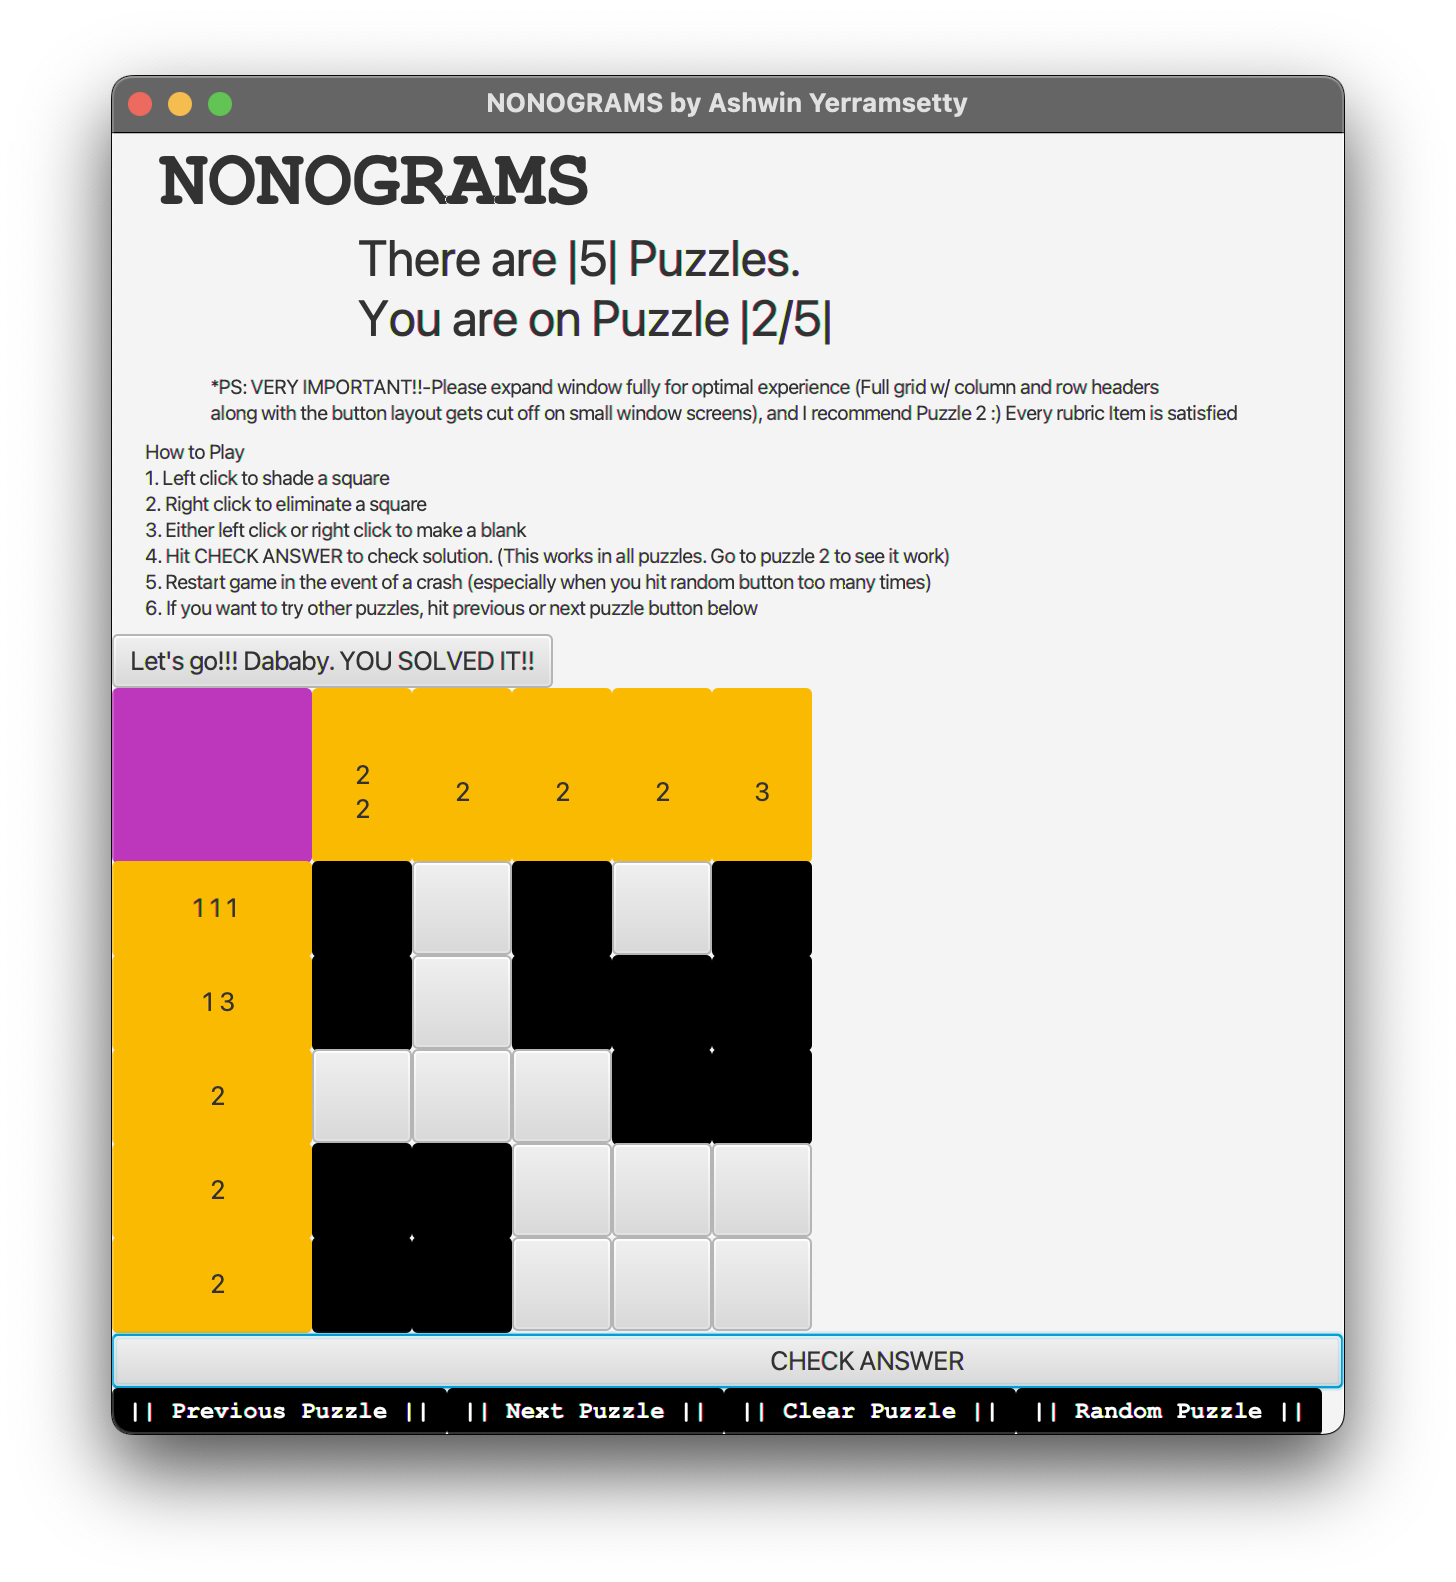 NONOGRAMS by Ashwin Yerramsetty
NONOGRAMS
There are |5| Puzzles.
You are on Puzzle |2/5|
*PS: VERY IMPORTANT!!-Please expand window fully for optimal experience (Full grid w/ column and row headers
along with the button layout gets cut off on small window screens), and I recommend Puzzle 2 :) Every rubric Item is satisfied
How to Play
1. Left click to shade a square
2. Right click to eliminate a square
3. Either left click or right click to make a blank
4. Hit CHECK ANSWER to check solution. (This works in all puzzles. Go to puzzle 2 to see it work)
5. Restart game in the event of a crash (especially when you hit random button too many times)
6. If you want to try other puzzles, hit previous or next puzzle button below
Let's go!!! Dababy. YOU SOLVED IT!!
2
2 2 2 2 3
1 1 1
1 3
2
2
2
CHECK ANSWER
|| Previous Puzzle || || Next Puzzle || || Clear Puzzle || || Random Puzzle ||